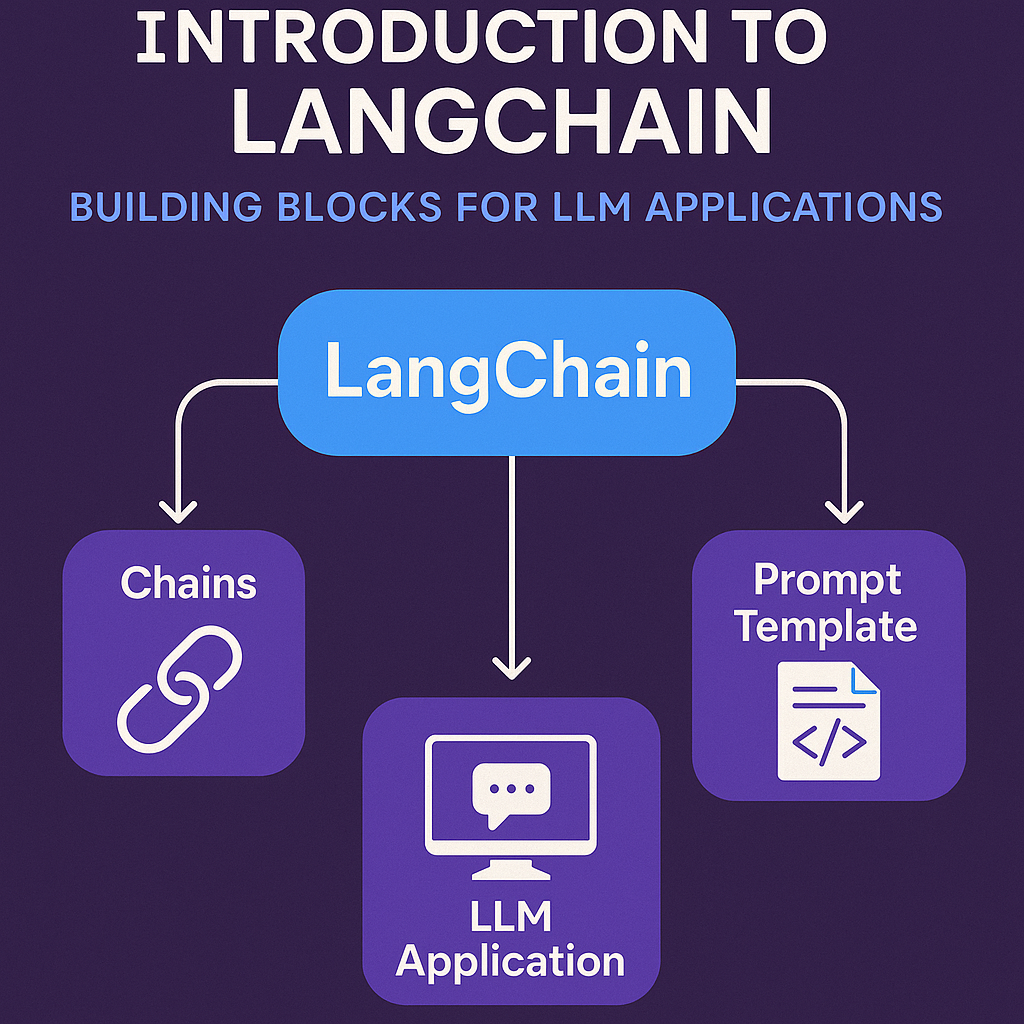 INTRODUCTION TO
LANGCHAIN
BUILDING BLOCKS FOR LLM APPLICATIONS
LangChain
Chains
Prompt
Template
</>
LLM
Application